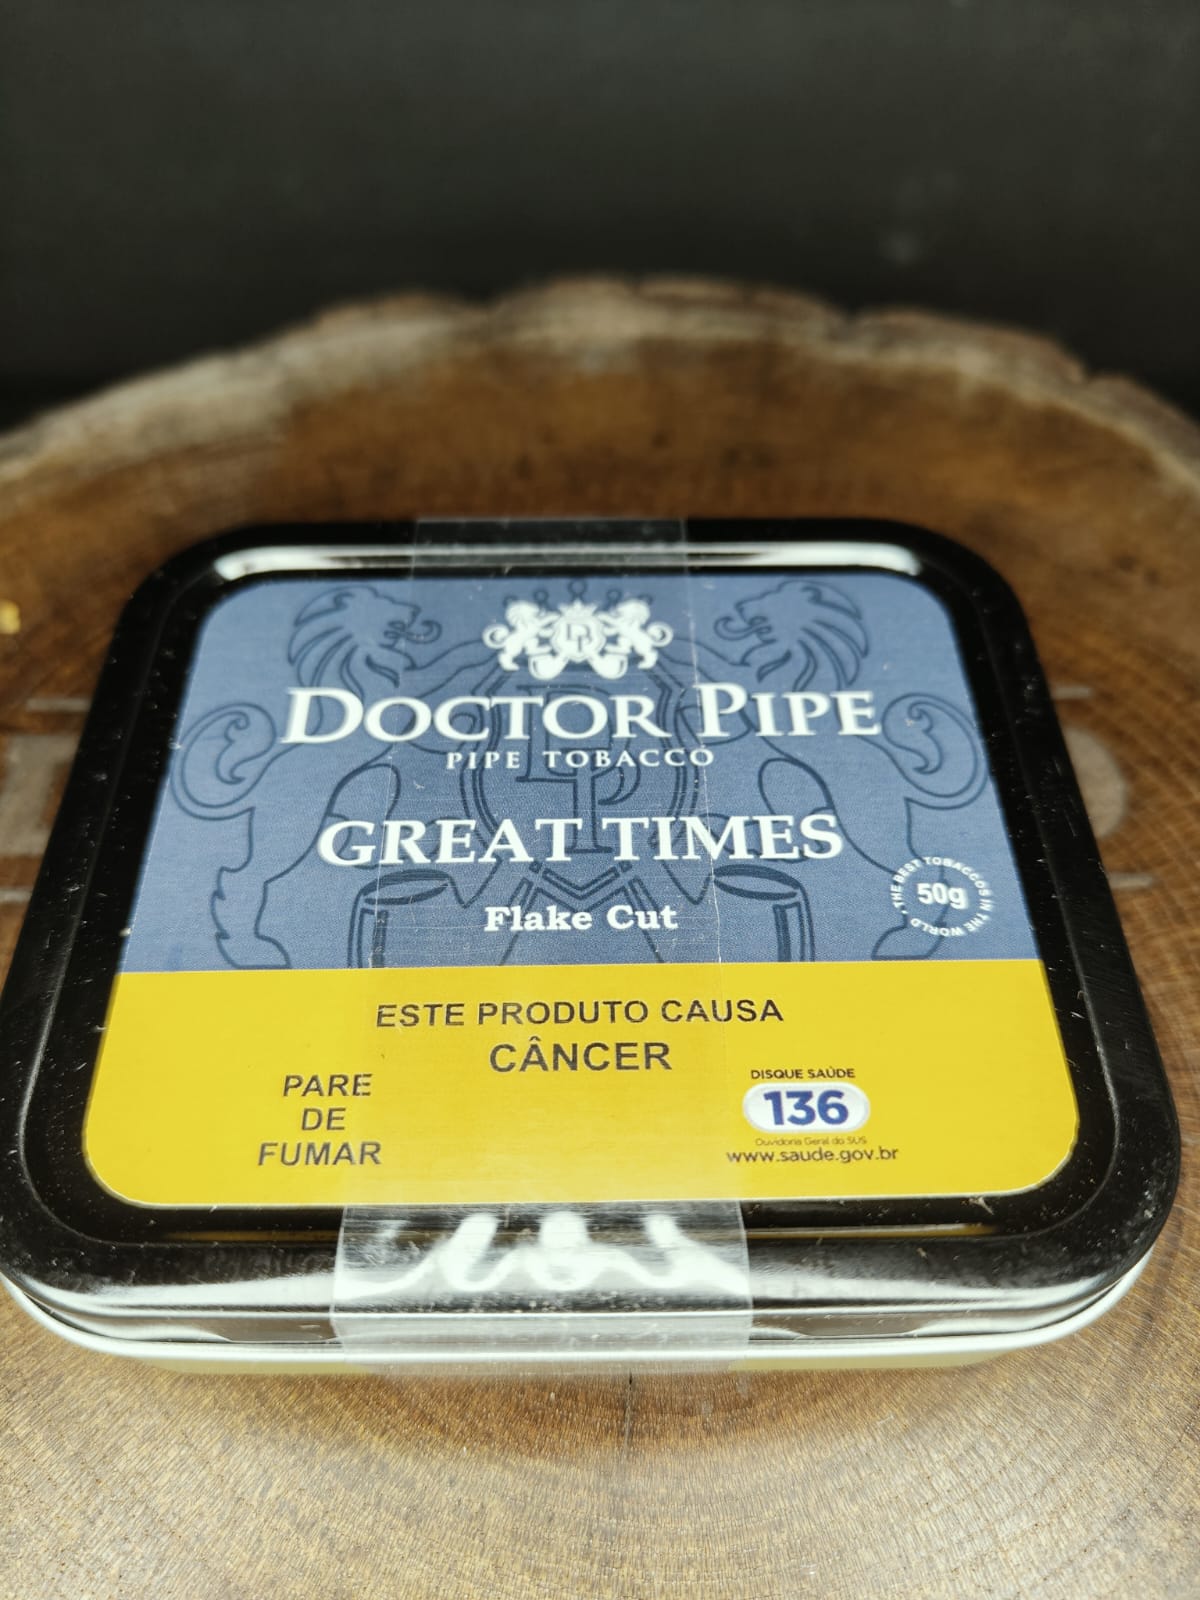 DOCTOR PIPE
PIPE TOBACCO
GREAT TIMES
Flake Cut
• THE BEST TOBACCOS IN THE WORLD
50g
ESTE PRODUTO CAUSA
CÂNCER
PARE
DE
FUMAR
DISQUE SAÚDE
136
Ouvidoria Geral do SUS
www.saude.gov.br